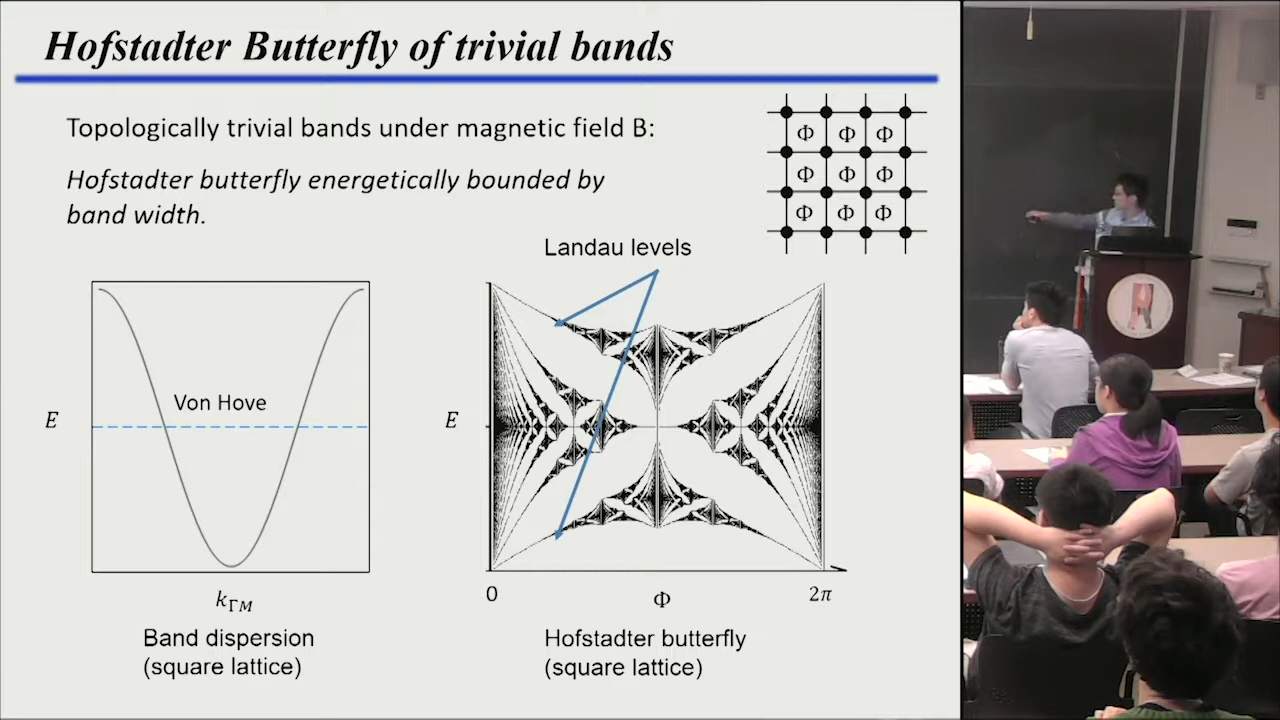 Hofstadter Butterfly of trivial bands
Topologically trivial bands under magnetic field B:
Hofstadter butterfly energetically bounded by
band width.
Φ Φ Φ
Φ Φ Φ
Φ Φ Φ
Landau levels
Von Hove
E
k_ΓM
Band dispersion
(square lattice)
E
0 Φ 2π
Hofstadter butterfly
(square lattice)